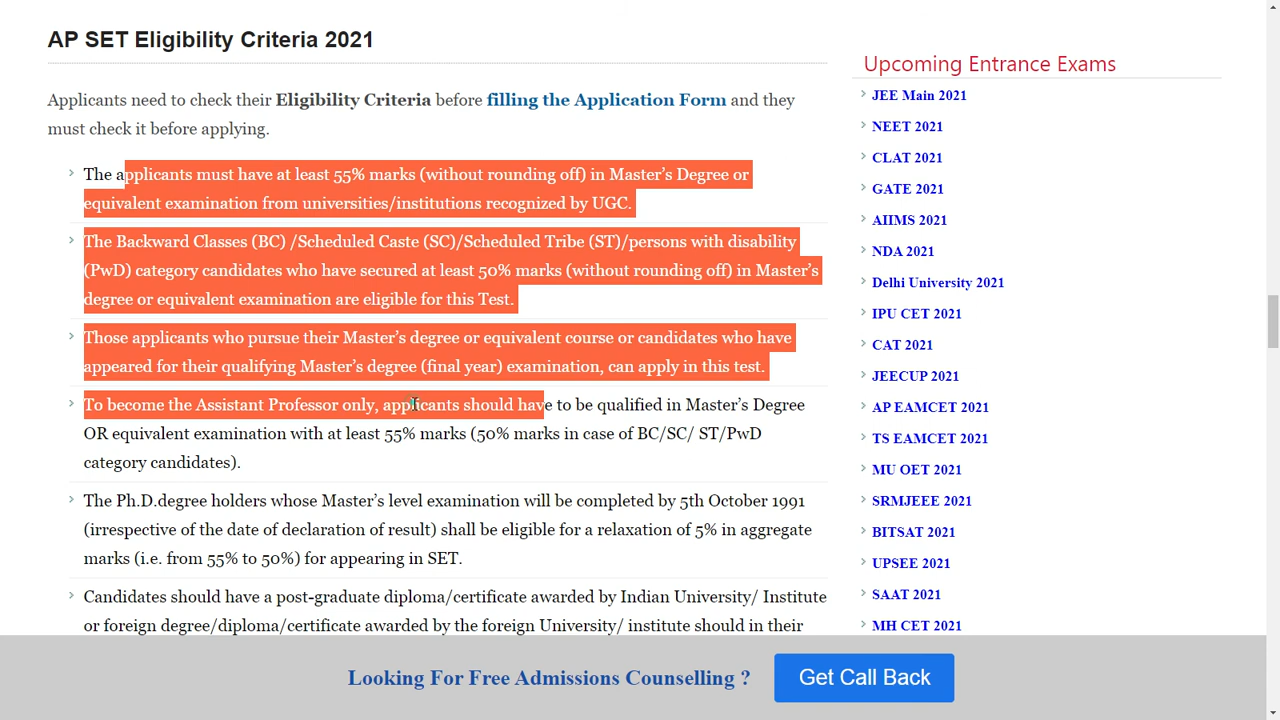 AP SET Eligibility Criteria 2021
Applicants need to check their Eligibility Criteria before filling the Application Form and they
must check it before applying.
The applicants must have at least 55% marks (without rounding off) in Master’s Degree or
equivalent examination from universities/institutions recognized by UGC.
The Backward Classes (BC) /Scheduled Caste (SC)/Scheduled Tribe (ST)/persons with disability
(PwD) category candidates who have secured at least 50% marks (without rounding off) in Master’s
degree or equivalent examination are eligible for this Test.
Those applicants who pursue their Master’s degree or equivalent course or candidates who have
appeared for their qualifying Master’s degree (final year) examination, can apply in this test.
To become the Assistant Professor only, applicants should have to be qualified in Master’s Degree
OR equivalent examination with at least 55% marks (50% marks in case of BC/SC/ ST/PwD
category candidates).
The Ph.D.degree holders whose Master’s level examination will be completed by 5th October 1991
(irrespective of the date of declaration of result) shall be eligible for a relaxation of 5% in aggregate
marks (i.e. from 55% to 50%) for appearing in SET.
Candidates should have a post-graduate diploma/certificate awarded by Indian University/ Institute
or foreign degree/diploma/certificate awarded by the foreign University/ institute should in their
Upcoming Entrance Exams
JEE Main 2021
NEET 2021
CLAT 2021
GATE 2021
AIIMS 2021
NDA 2021
Delhi University 2021
IPU CET 2021
CAT 2021
JEECUP 2021
AP EAMCET 2021
TS EAMCET 2021
MU OET 2021
SRMJEEE 2021
BITSAT 2021
UPSEE 2021
SAAT 2021
MH CET 2021
Looking For Free Admissions Counselling ?
Get Call Back